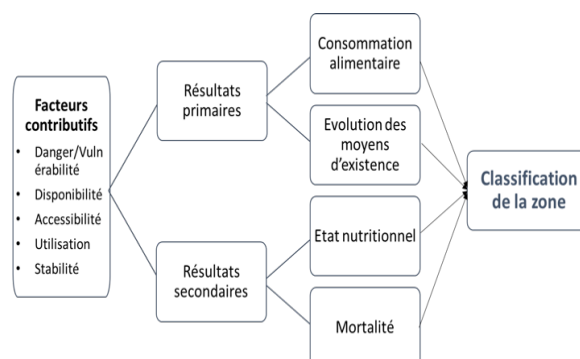 Facteurs
contributifs
• Danger/Vuln
érabilité
• Disponibilité
• Accessibilité
• Utilisation
• Stabilité
Résultats
primaires
Résultats
secondaires
Consommation
alimentaire
Evolution des
moyens
d'existence
Etat nutritionnel
Mortalité
Classification
de la zone